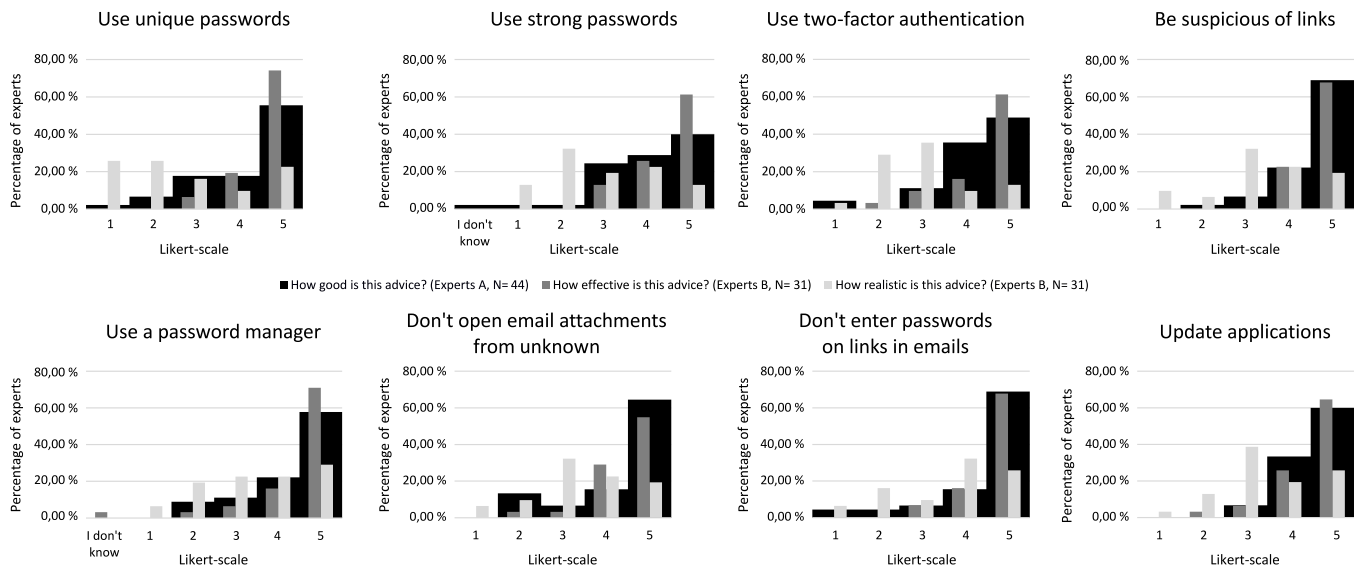 Use unique passwords
Percentage of experts
80,00 %
60,00 %
40,00 %
20,00 %
0,00 %
1 2 3 4 5
Likert-scale
Use strong passwords
Percentage of experts
80,00 %
60,00 %
40,00 %
20,00 %
0,00 %
I don't
know
1 2 3 4 5
Likert-scale
Use two-factor authentication
Percentage of experts
80,00 %
60,00 %
40,00 %
20,00 %
0,00 %
1 2 3 4 5
Likert-scale
Be suspicious of links
Percentage of experts
80,00 %
60,00 %
40,00 %
20,00 %
0,00 %
1 2 3 4 5
Likert-scale
How good is this advice? (Experts A, N= 44) How effective is this advice? (Experts B, N= 31) How realistic is this advice? (Experts B, N= 31)
Use a password manager
Percentage of experts
80,00 %
60,00 %
40,00 %
20,00 %
0,00 %
I don't
know
1 2 3 4 5
Likert-scale
Don't open email attachments
from unknown
Percentage of experts
80,00 %
60,00 %
40,00 %
20,00 %
0,00 %
1 2 3 4 5
Likert-scale
Don't enter passwords
on links in emails
Percentage of experts
80,00 %
60,00 %
40,00 %
20,00 %
0,00 %
1 2 3 4 5
Likert-scale
Update applications
Percentage of experts
80,00 %
60,00 %
40,00 %
20,00 %
0,00 %
1 2 3 4 5
Likert-scale